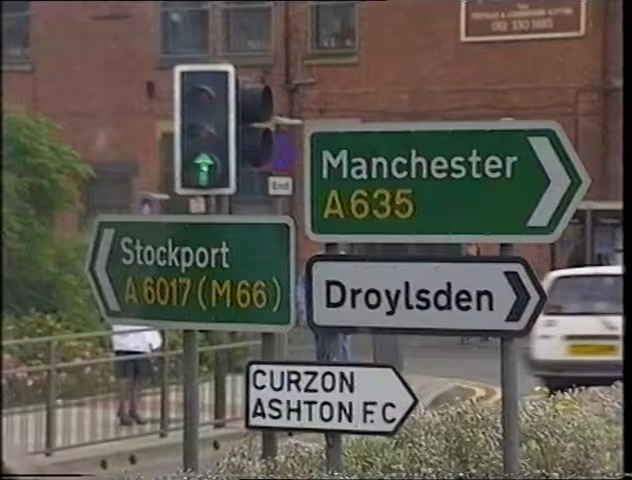 Manchester
A635
End
Stockport
A6017 (M66)
Droylsden
CURZON
ASHTON F.C